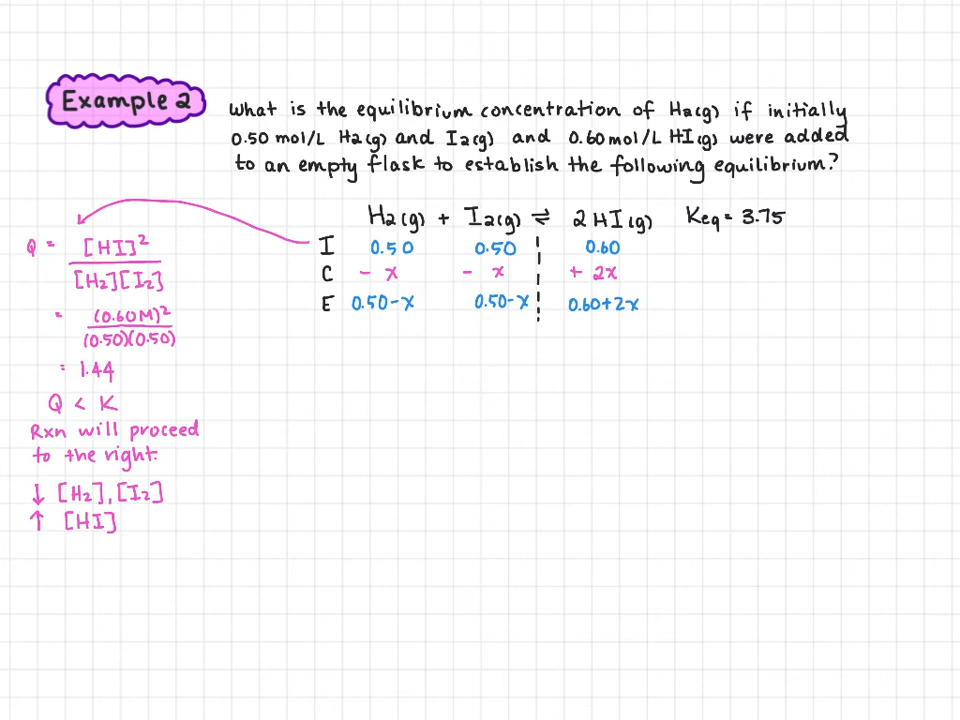 Example 2
What is the equilibrium concentration of H₂(g) if initially
0.50 mol/L H₂(g) and I₂(g) and 0.60 mol/L HI(g) were added
to an empty flask to establish the following equilibrium?
H₂(g) + I₂(g) ⇌ 2 HI(g) Keq = 3.75
I 0.50 0.50 0.60
C - x - x + 2x
E 0.50-x 0.50-x 0.60+2x
Q = [HI]²
[H₂][I₂]
= (0.60M)²
(0.50)(0.50)
= 1.44
Q < K
Rxn will proceed
to the right.
↓ [H₂], [I₂]
↑ [HI]